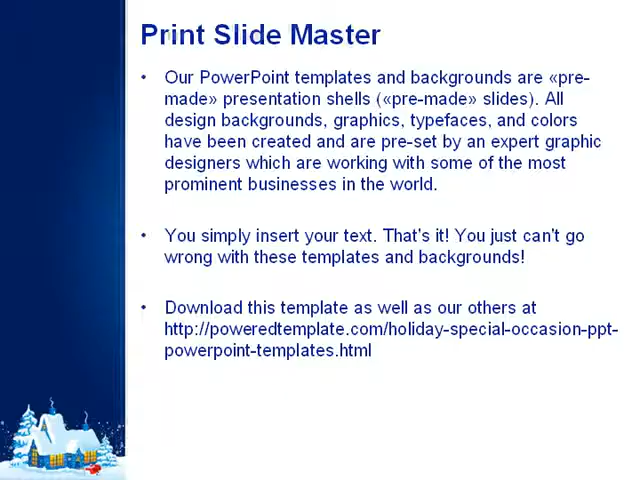 Print Slide Master
• Our PowerPoint templates and backgrounds are «pre-
made» presentation shells («pre-made» slides). All
design backgrounds, graphics, typefaces, and colors
have been created and are pre-set by an expert graphic
designers which are working with some of the most
prominent businesses in the world.
• You simply insert your text. That's it! You just can't go
wrong with these templates and backgrounds!
• Download this template as well as our others at
http://poweredtemplate.com/holiday-special-occasion-ppt-
powerpoint-templates.html